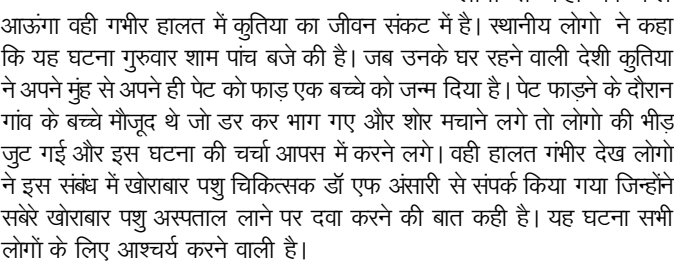 आऊंगा वही गभीर हालत में कुतिया का जीवन संकट में है। स्थानीय लोगो ने कहा
कि यह घटना गुरुवार शाम पांच बजे की है। जब उनके घर रहने वाली देशी कुतिया
ने अपने मुंह से अपने ही पेट को फाड़ एक बच्चे को जन्म दिया है। पेट फाड़ने के दौरान
गांव के बच्चे मौजूद थे जो डर कर भाग गए और शोर मचाने लगे तो लोगो की भीड़
जुट गई और इस घटना की चर्चा आपस में करने लगे। वही हालत गंभीर देख लोगो
ने इस संबंध में खोराबार पशु चिकित्सक डॉ एफ अंसारी से संपर्क किया गया जिन्होंने
सबेरे खोराबार पशु अस्पताल लाने पर दवा करने की बात कही है। यह घटना सभी
लोगों के लिए आश्चर्य करने वाली है।